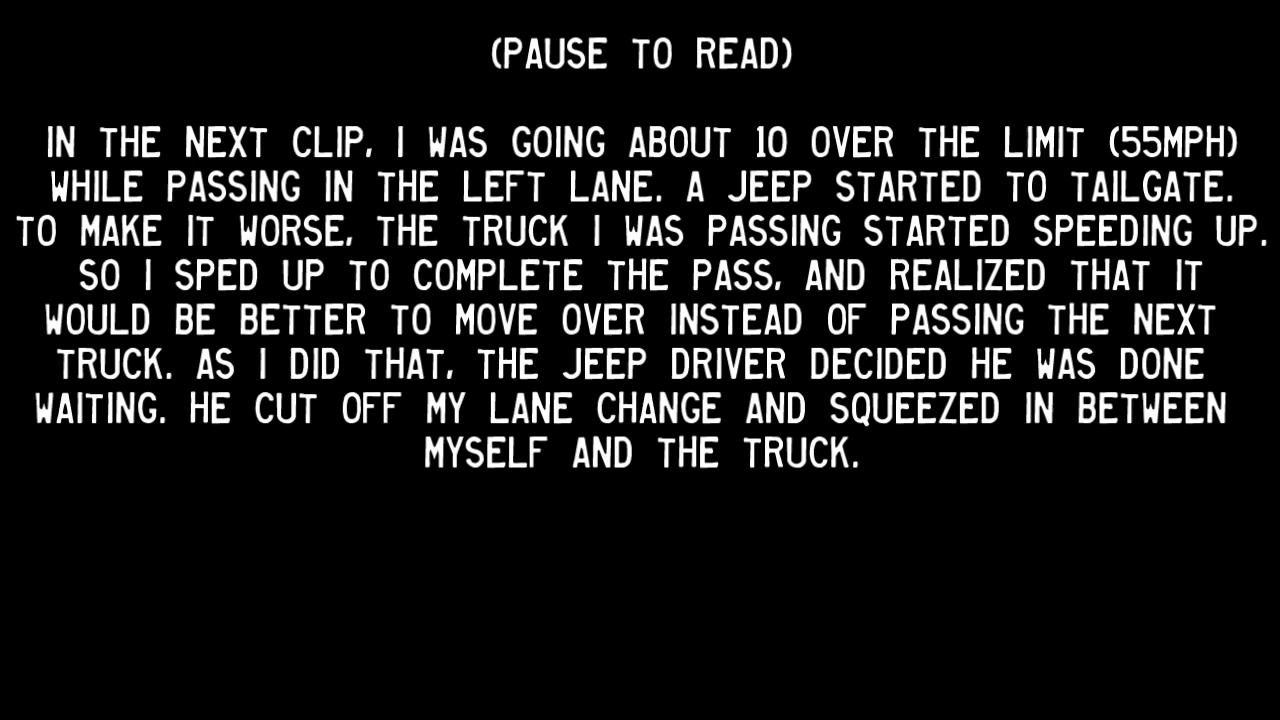 (PAUSE TO READ)
IN THE NEXT CLIP, I WAS GOING ABOUT 10 OVER THE LIMIT (55MPH)
WHILE PASSING IN THE LEFT LANE. A JEEP STARTED TO TAILGATE.
TO MAKE IT WORSE, THE TRUCK I WAS PASSING STARTED SPEEDING UP.
SO I SPED UP TO COMPLETE THE PASS, AND REALIZED THAT IT
WOULD BE BETTER TO MOVE OVER INSTEAD OF PASSING THE NEXT
TRUCK. AS I DID THAT, THE JEEP DRIVER DECIDED HE WAS DONE
WAITING. HE CUT OFF MY LANE CHANGE AND SQUEEZED IN BETWEEN
MYSELF AND THE TRUCK.